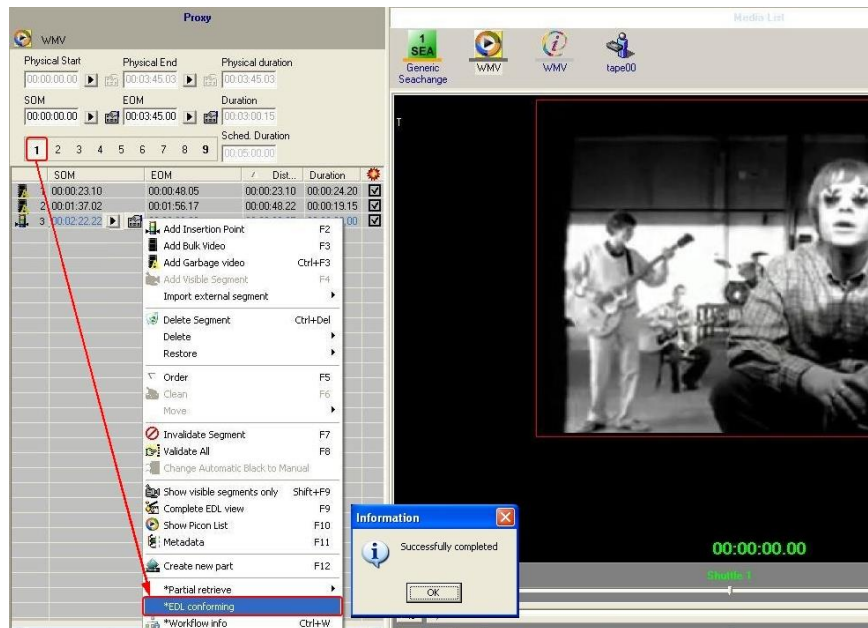 Proxy
Media List
WMV
1
SEA
Generic
Seachange
WMV
WMV
tape00
Physical Start
Physical End
Physical duration
00:00:00.00
00:03:45.03
00:03:45.03
SOM
EOM
Duration
00:00:00.00
00:03:45.00
00:03:00.15
Sched. Duration
00:05:00.00
1 2 3 4 5 6 7 8 9
SOM EOM Dist... Duration
1 00:00:23.10 00:00:48.05 00:00:23.10 00:00:24.20
2 00:01:37.02 00:01:56.17 00:00:48.22 00:00:19.15
3 00:02:22.22
T
Add Insertion Point F2
Add Bulk Video F3
Add Garbage video Ctrl+F3
Add Visible Segment F4
Import external segment
Delete Segment Ctrl+Del
Delete
Restore
Order F5
Clean F6
Move
Invalidate Segment F7
Validate All F8
Change Automatic Black to Manual
Show visible segments only Shift+F9
Complete EDL view F9
Show Picon List F10
Metadata F11
Create new part F12
*Partial retrieve
*EDL conforming
*Workflow info Ctrl+W
Information
Successfully completed
OK
00:00:00.00
Shuttle 1